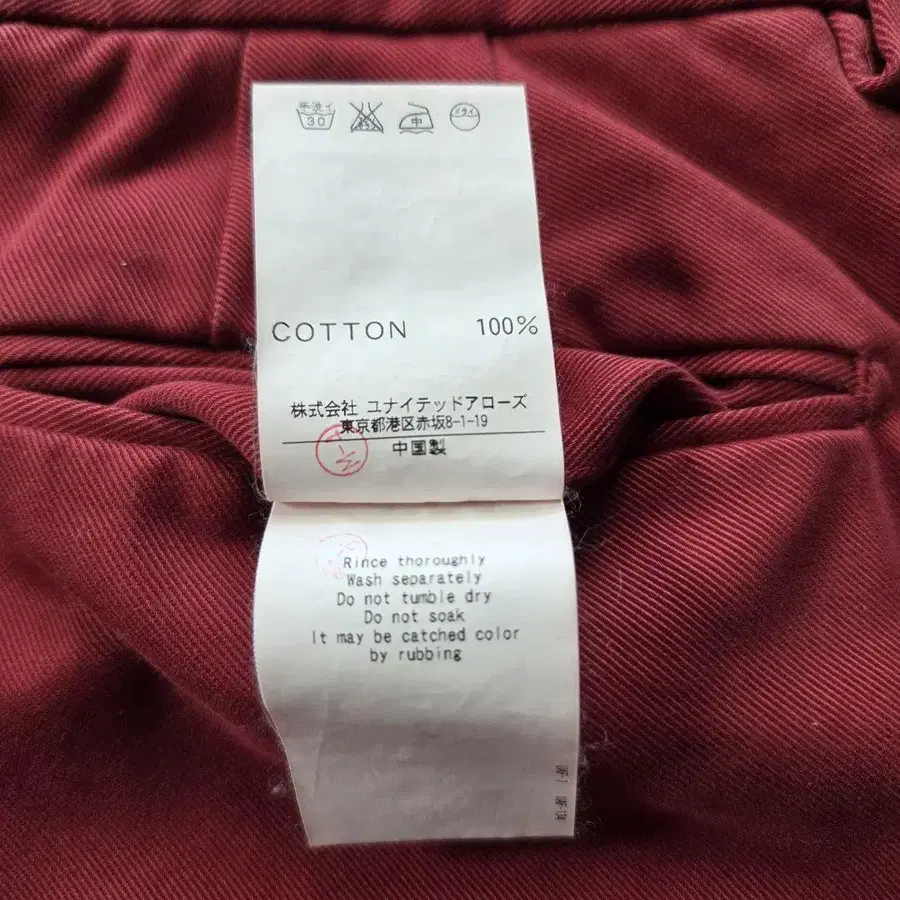 手洗イ
30
中
ドライ
COTTON 100%
株式会社 ユナイテッドアローズ
東京都港区赤坂8-1-19
中国製
Rince thoroughly
Wash separately
Do not tumble dry
Do not soak
It may be catched color
by rubbing